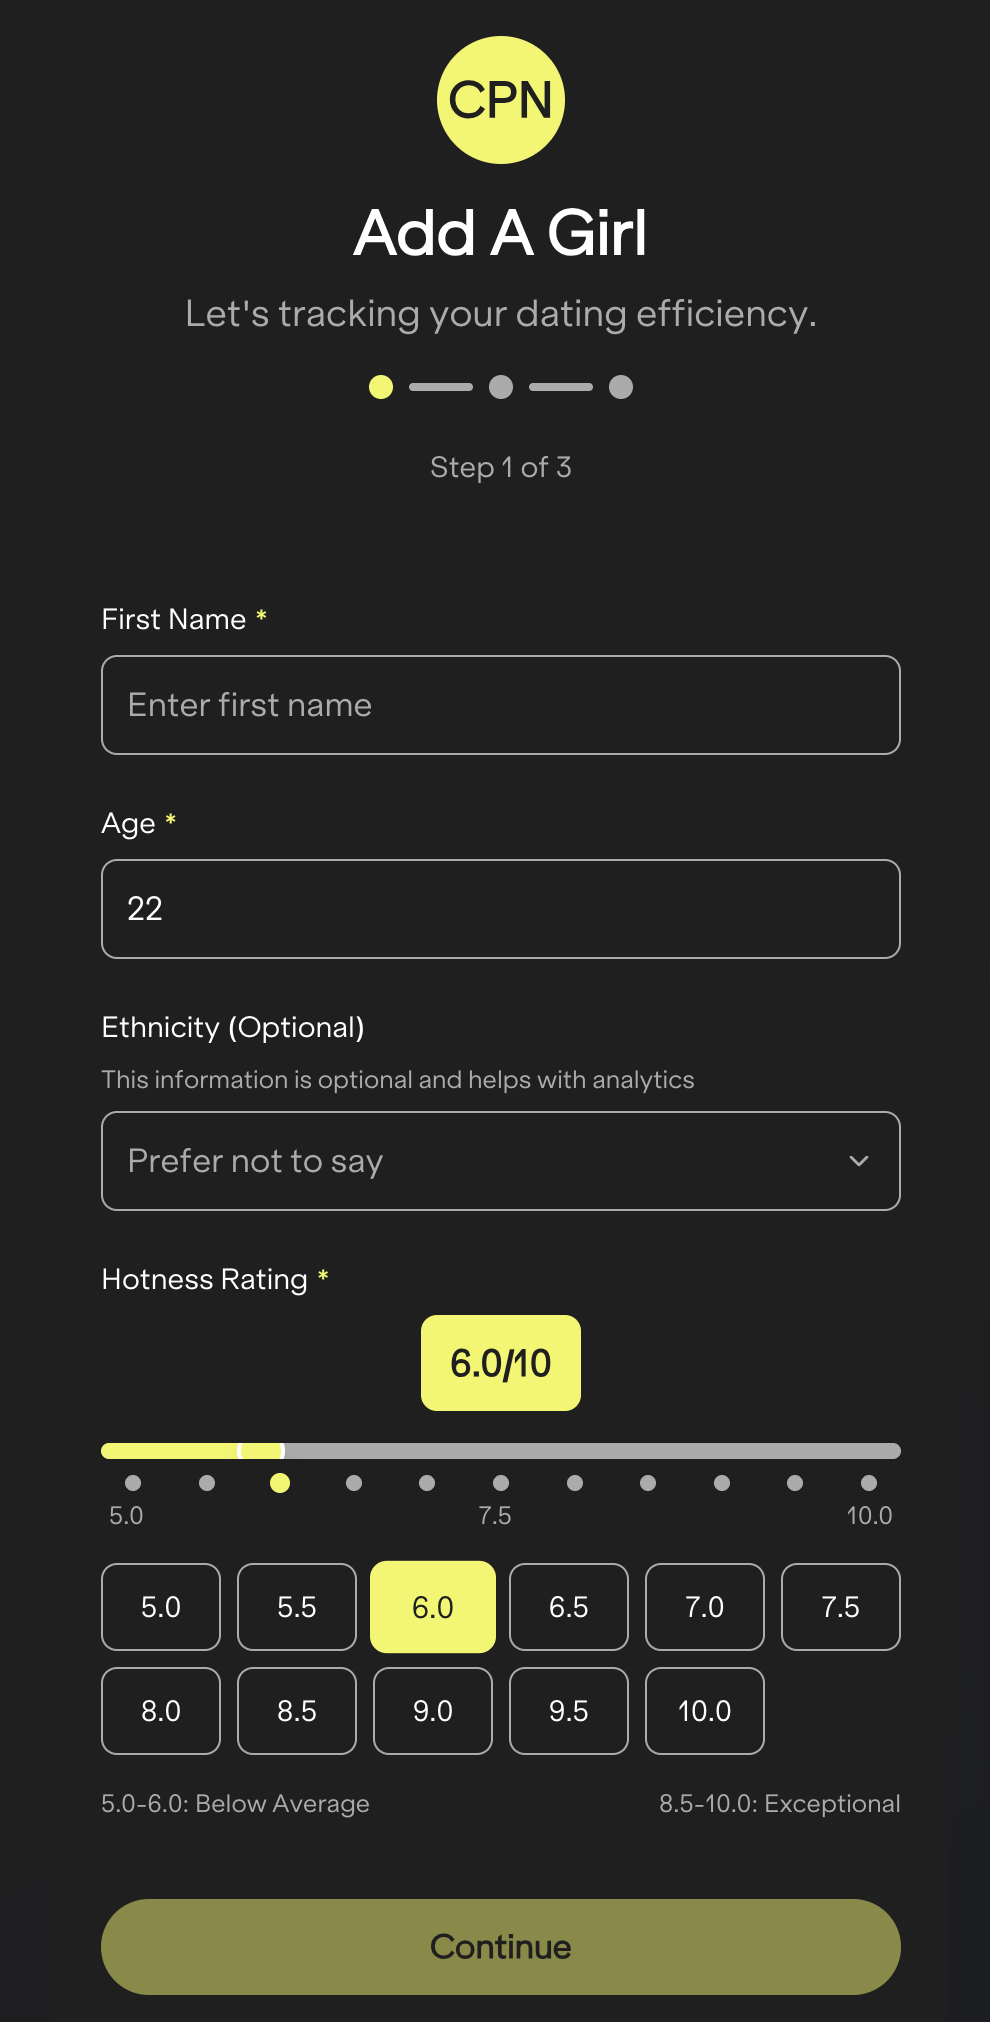 CPN
Add A Girl
Let's tracking your dating efficiency.
Step 1 of 3
First Name *
Enter first name
Age *
22
Ethnicity (Optional)
This information is optional and helps with analytics
Prefer not to say
Hotness Rating *
6.0/10
5.0 7.5 10.0
5.0 5.5 6.0 6.5 7.0 7.5
8.0 8.5 9.0 9.5 10.0
5.0-6.0: Below Average 8.5-10.0: Exceptional
Continue